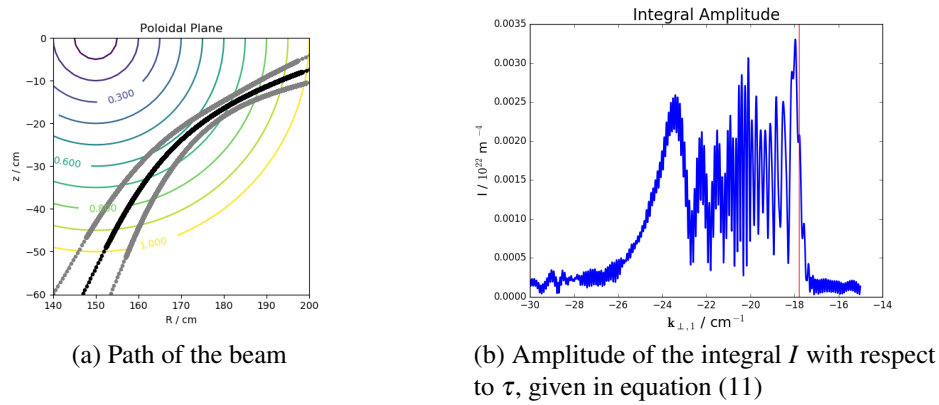 Poloidal Plane
0
−10
−20
−30
−40
−50
−60
z / cm
0.300
0.600
0.800
1.000
140 150 160 170 180 190 200
R / cm
(a) Path of the beam
Integral Amplitude
0.0035
0.0030
0.0025
0.0020
0.0015
0.0010
0.0005
0.0000
I / 10²² m⁻⁴
−30 −28 −26 −24 −22 −20 −18 −16 −14
k⊥,1 / cm⁻¹
(b) Amplitude of the integral I with respect
to τ, given in equation (11)